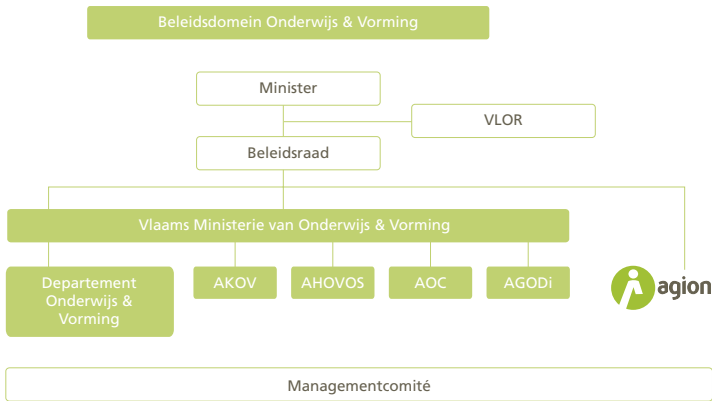 Beleidsdomein Onderwijs & Vorming
Minister
VLOR
Beleidsraad
Vlaams Ministerie van Onderwijs & Vorming
Departement
Onderwijs &
Vorming
AKOV
AHOVOS
AOC
AGODi
agion
Managementcomité